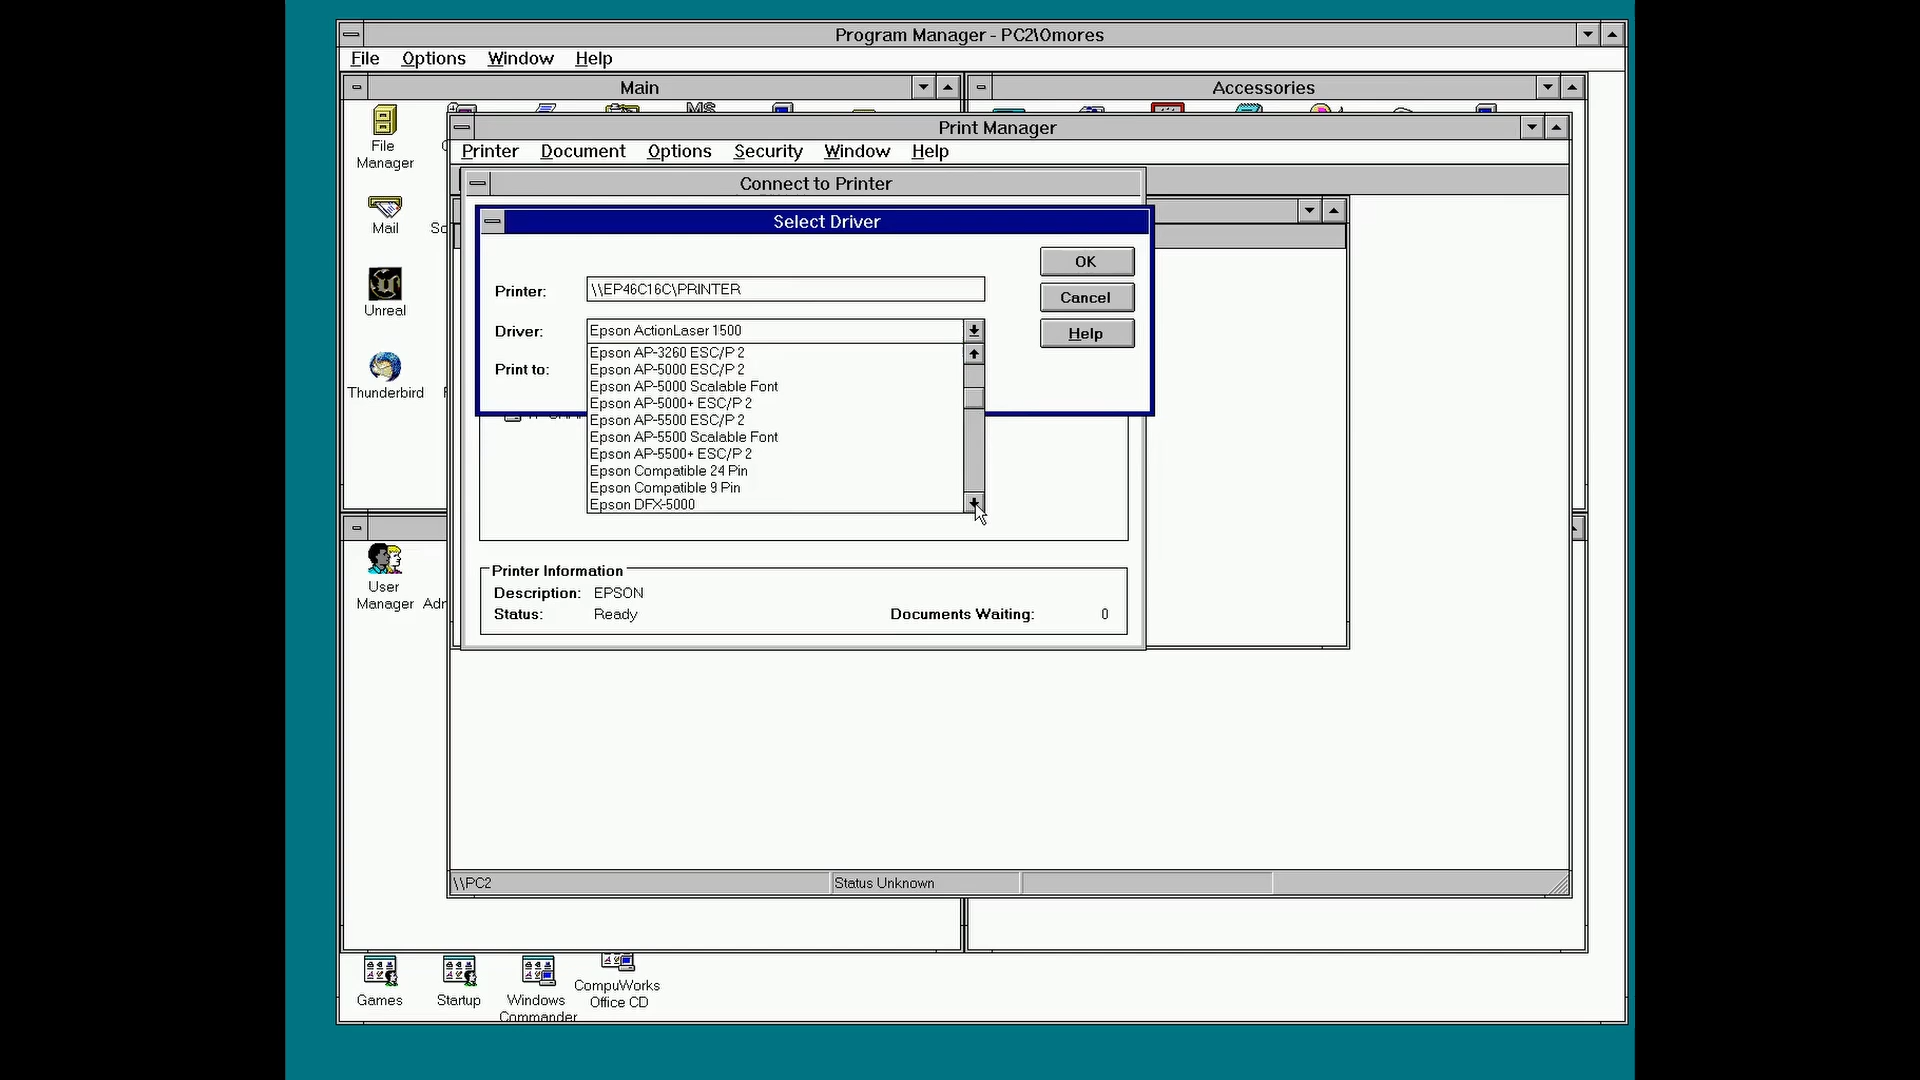 Program Manager - PC2\Omores
File Options Window Help
Main
Accessories
MS
File
Manager
Print Manager
Printer Document Options Security Window Help
Connect to Printer
Mail
Select Driver
OK
Printer: \\EP46C16C\PRINTER
Cancel
Unreal
Driver: Epson ActionLaser 1500
Help
Epson AP-3260 ESC/P 2
Print to:
Epson AP-5000 ESC/P 2
Epson AP-5000 Scalable Font
Thunderbird
Epson AP-5000+ ESC/P 2
Epson AP-5500 ESC/P 2
Epson AP-5500 Scalable Font
Epson AP-5500+ ESC/P 2
Epson Compatible 24 Pin
Epson Compatible 9 Pin
Epson DFX-5000
Printer Information
User
Manager
Description: EPSON
Status: Ready
Documents Waiting: 0
\\PC2
Status Unknown
Games
Startup
Windows
Commander
CompuWorks
Office CD